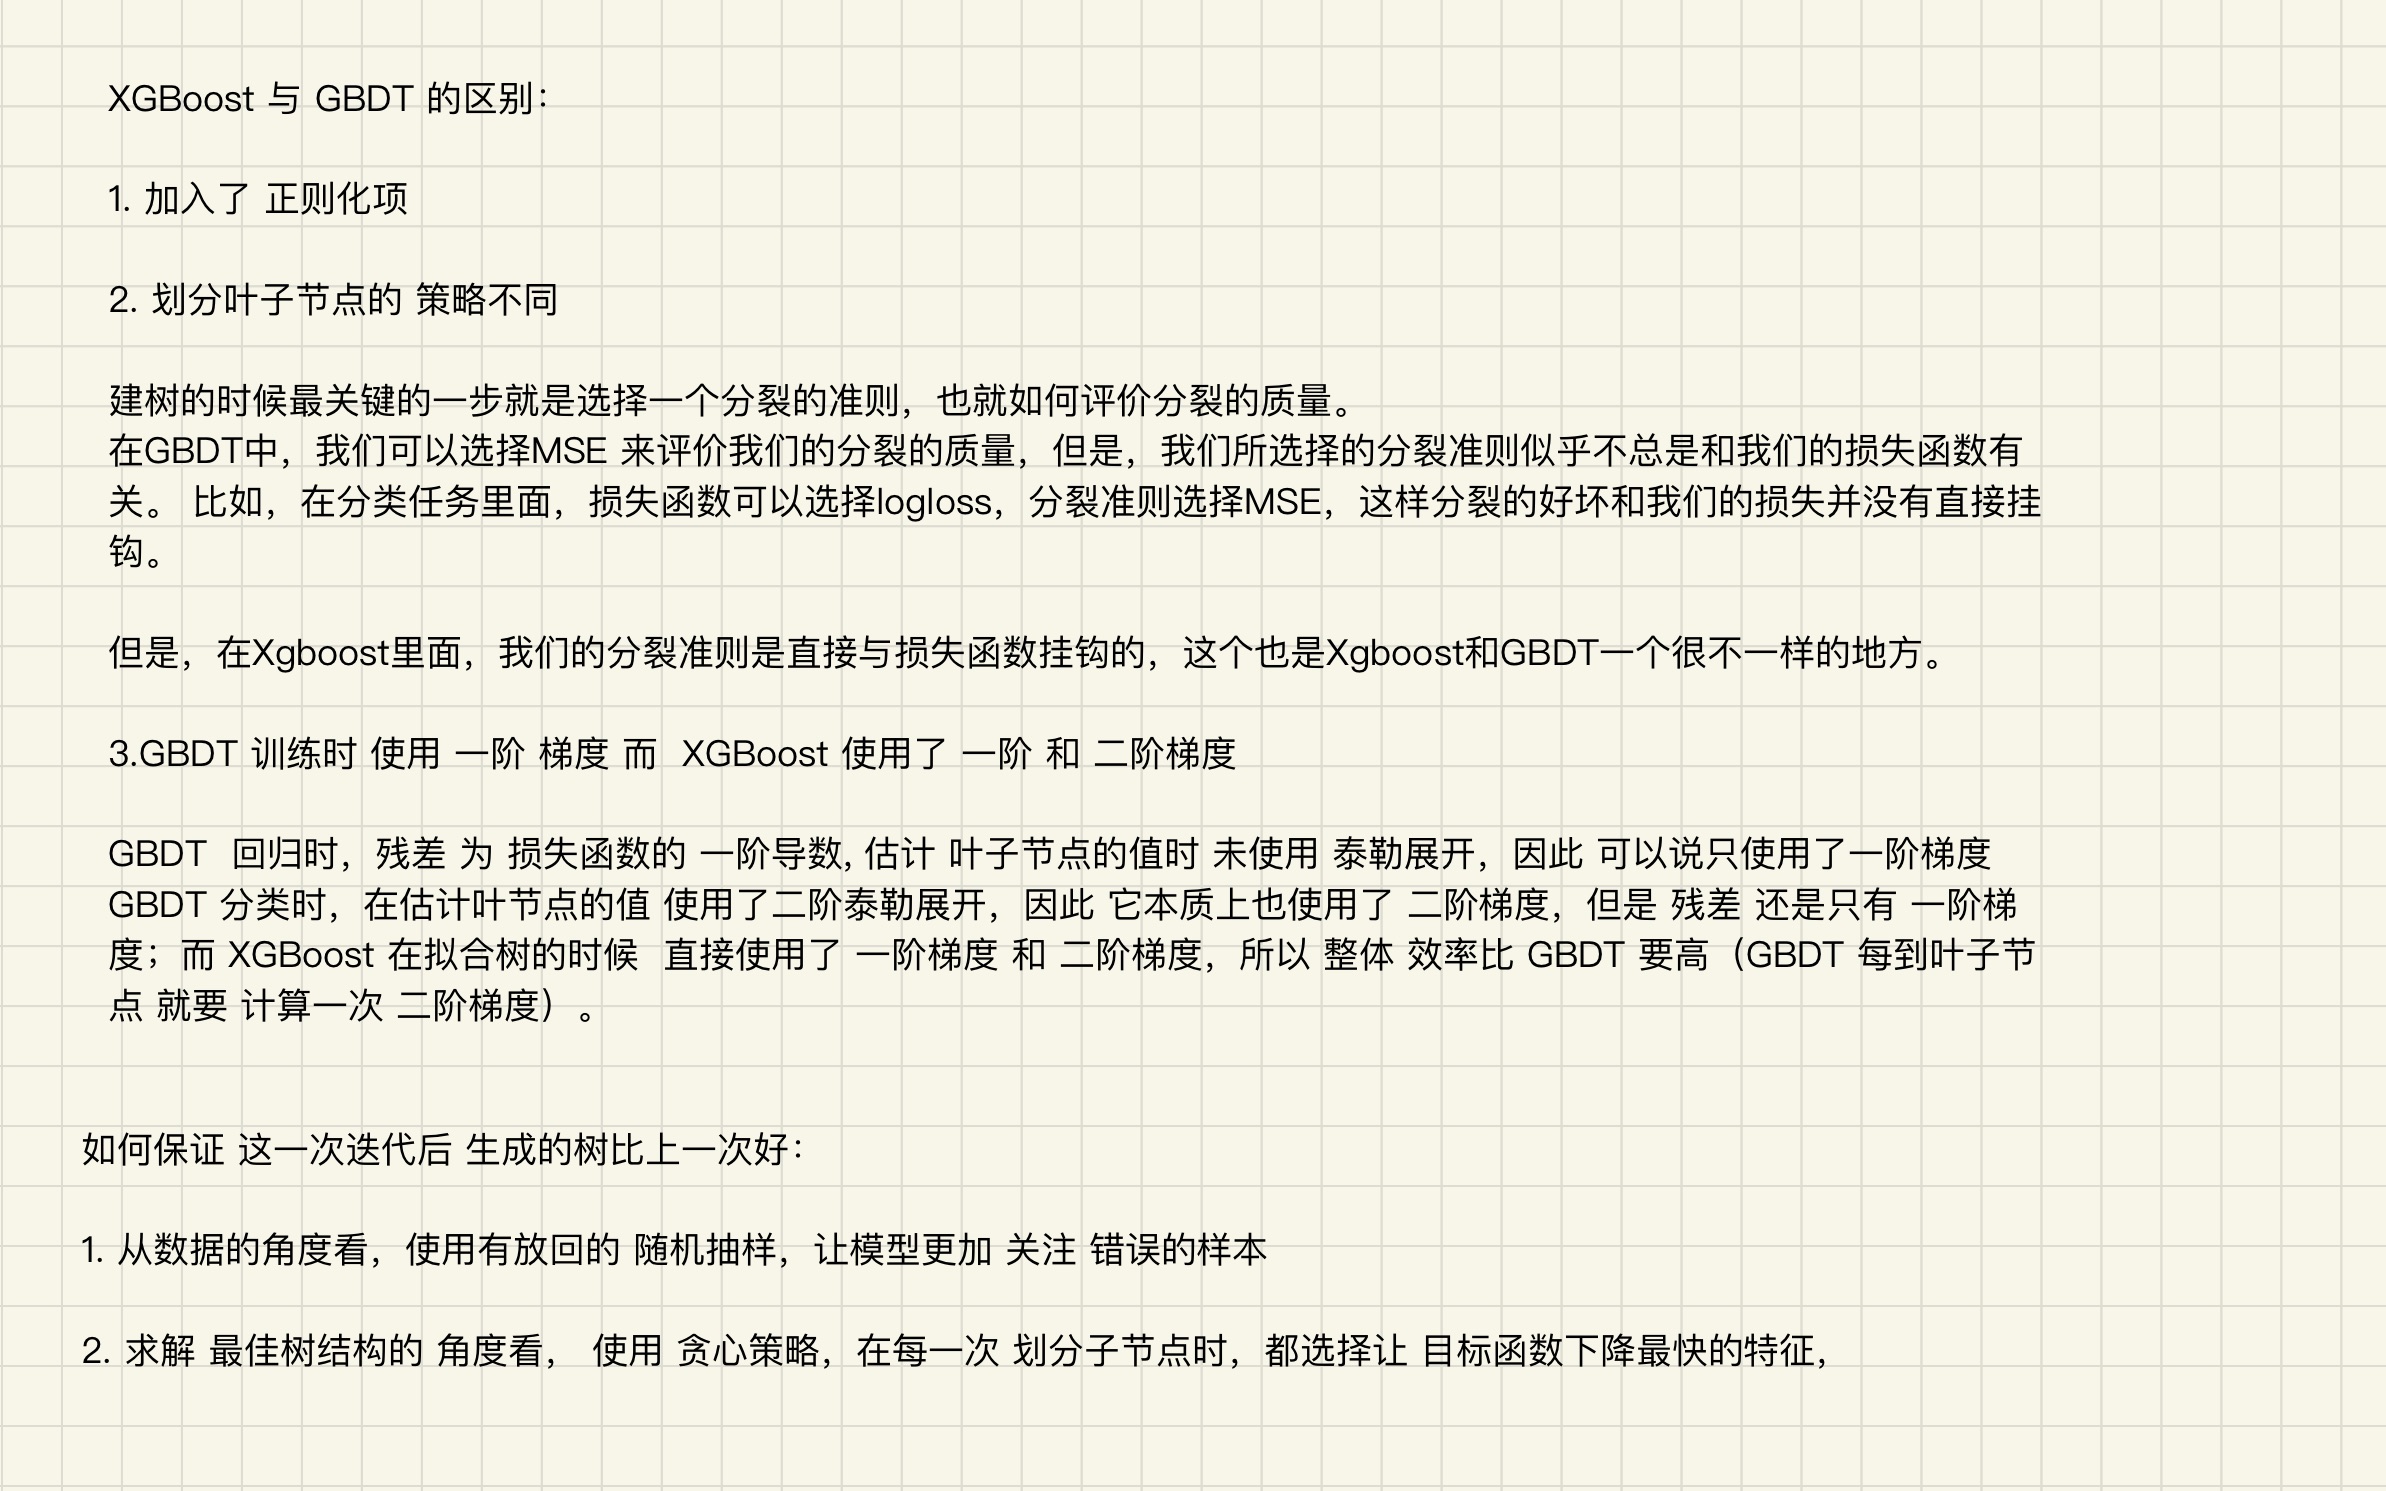 XGBoost 与 GBDT 的区别：
1. 加入了 正则化项
2. 划分叶子节点的 策略不同
建树的时候最关键的一步就是选择一个分裂的准则，也就如何评价分裂的质量。
在GBDT中，我们可以选择MSE 来评价我们的分裂的质量，但是，我们所选择的分裂准则似乎不总是和我们的损失函数有
关。 比如，在分类任务里面，损失函数可以选择logloss，分裂准则选择MSE，这样分裂的好坏和我们的损失并没有直接挂
钩。
但是，在Xgboost里面，我们的分裂准则是直接与损失函数挂钩的，这个也是Xgboost和GBDT一个很不一样的地方。
3.GBDT 训练时 使用 一阶 梯度 而  XGBoost 使用了 一阶 和 二阶梯度
GBDT  回归时，残差 为 损失函数的 一阶导数, 估计 叶子节点的值时 未使用 泰勒展开，因此 可以说只使用了一阶梯度
GBDT 分类时，在估计叶节点的值 使用了二阶泰勒展开，因此 它本质上也使用了 二阶梯度，但是 残差 还是只有 一阶梯
度；而 XGBoost 在拟合树的时候  直接使用了 一阶梯度 和 二阶梯度，所以 整体 效率比 GBDT 要高（GBDT 每到叶子节
点 就要 计算一次 二阶梯度）。
如何保证 这一次迭代后 生成的树比上一次好：
1. 从数据的角度看，使用有放回的 随机抽样，让模型更加 关注 错误的样本
2. 求解 最佳树结构的 角度看， 使用 贪心策略，在每一次 划分子节点时，都选择让 目标函数下降最快的特征，